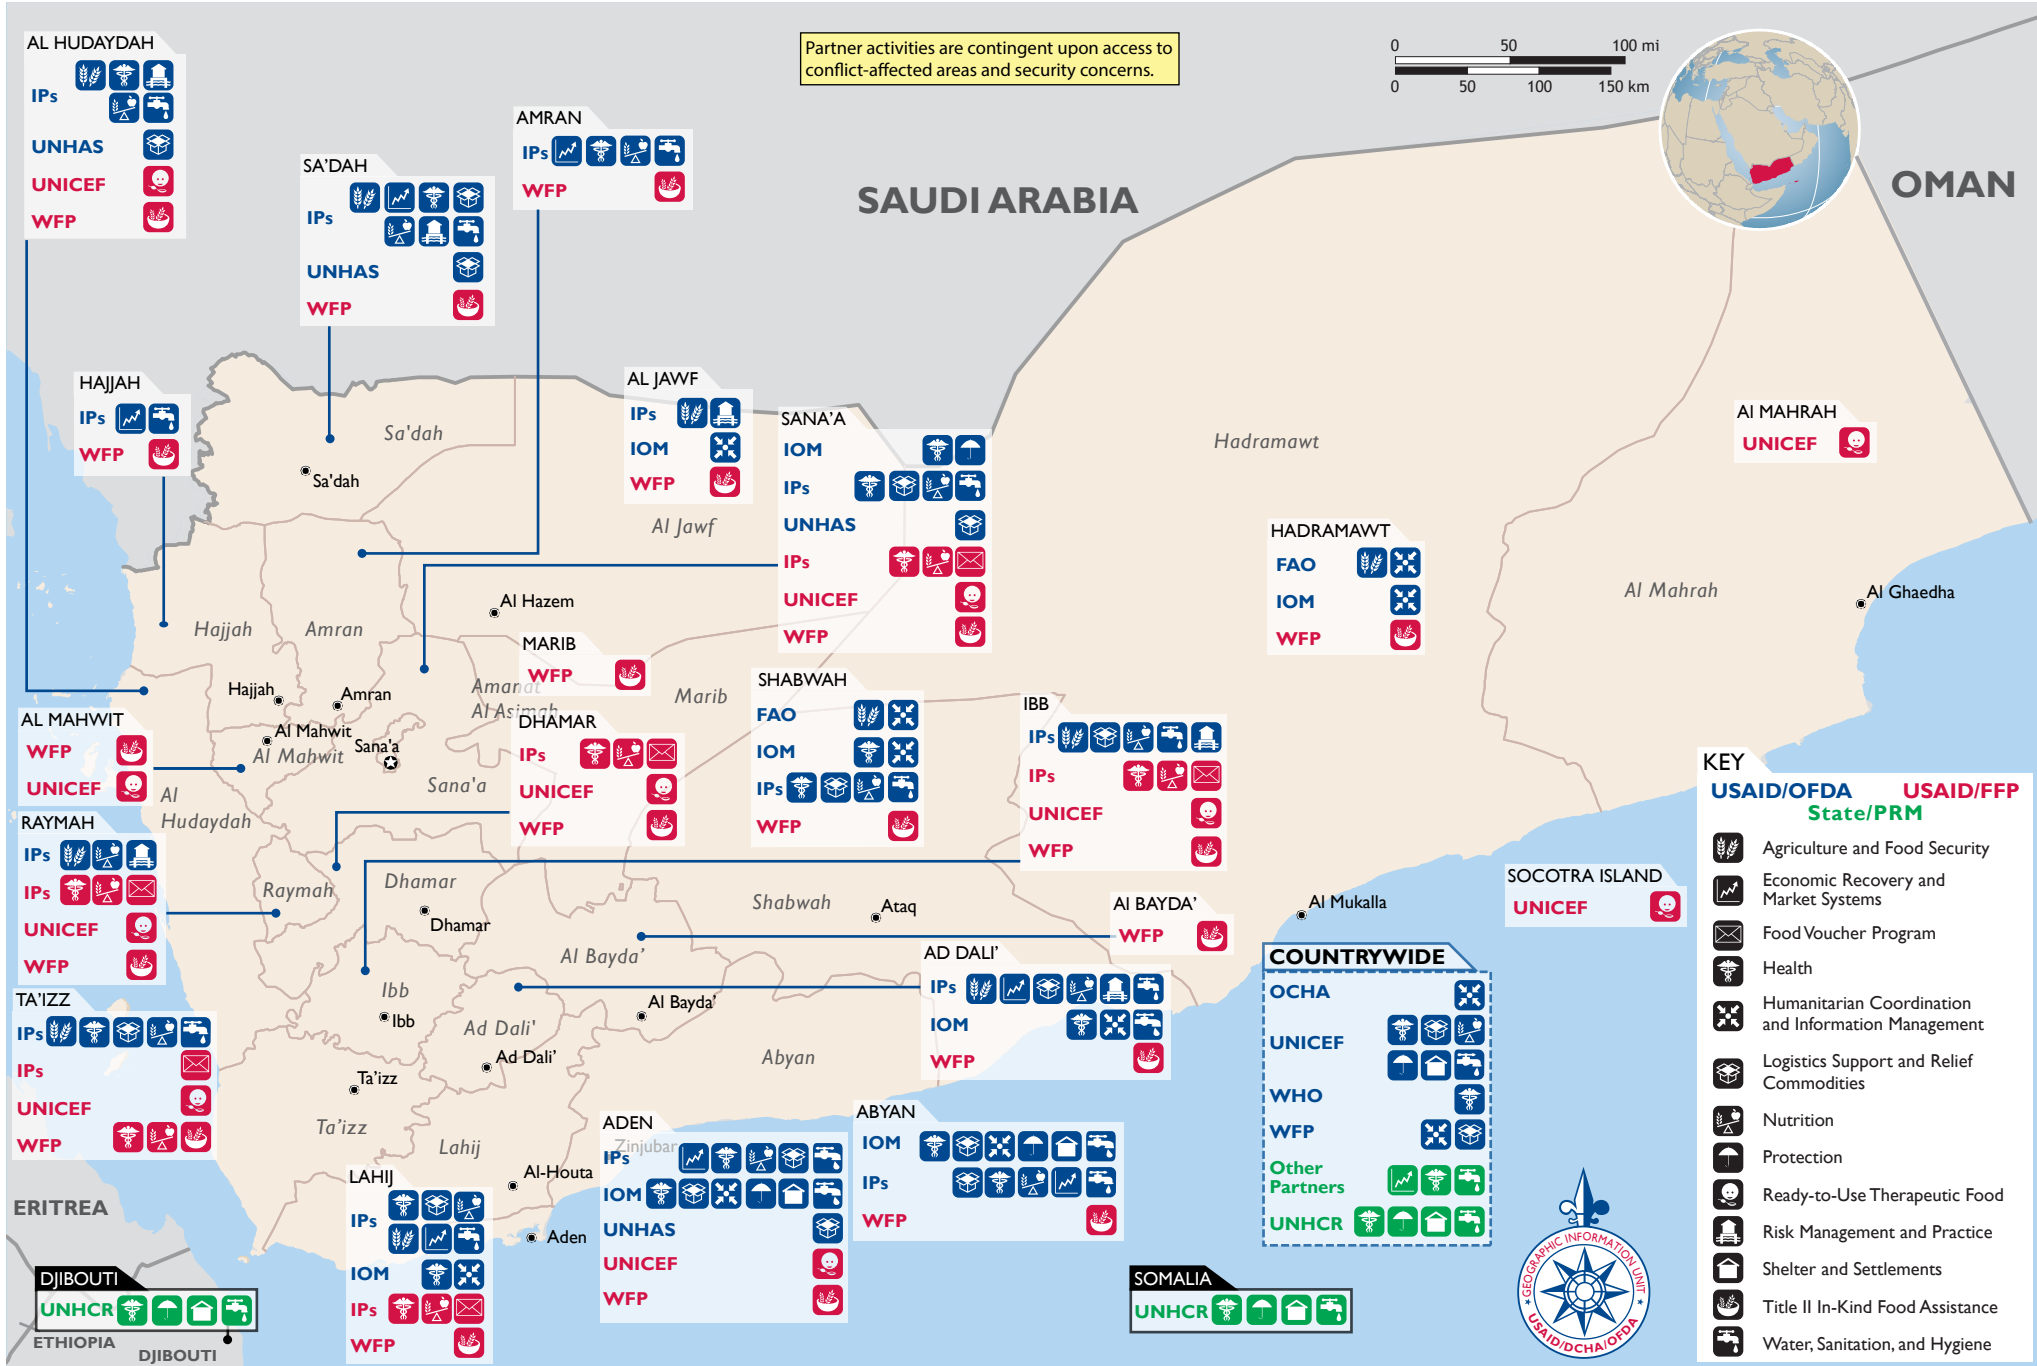 Partner activities are contingent upon access to
conflict-affected areas and security concerns.
0 50 100 mi
0 50 100 150 km
SAUDI ARABIA
OMAN
ERITREA
ETHIOPIA
DJIBOUTI
AL HUDAYDAH
IPs
UNHAS
UNICEF
WFP
SA'DAH
IPs
UNHAS
WFP
AMRAN
IPs
WFP
HAJJAH
IPs
WFP
AL JAWF
IPs
IOM
WFP
SANA'A
IOM
IPs
UNHAS
IPs
UNICEF
WFP
Al MAHRAH
UNICEF
HADRAMAWT
FAO
IOM
WFP
MARIB
WFP
SHABWAH
FAO
IOM
IPs
WFP
DHAMAR
IPs
UNICEF
WFP
IBB
IPs
IPs
UNICEF
WFP
AL MAHWIT
WFP
UNICEF
RAYMAH
IPs
IPs
UNICEF
WFP
TA'IZZ
IPs
IPs
UNICEF
WFP
Al BAYDA'
WFP
AD DALI'
IPs
IOM
WFP
SOCOTRA ISLAND
UNICEF
LAHIJ
IPs
IOM
IPs
WFP
ADEN
IPs
IOM
UNHAS
UNICEF
WFP
ABYAN
IOM
IPs
WFP
COUNTRYWIDE
OCHA
UNICEF
WHO
WFP
Other
Partners
UNHCR
DJIBOUTI
UNHCR
SOMALIA
UNHCR
Sa'dah
Sa'dah
Al Jawf
Hadramawt
Al Mahrah
Al Ghaedha
Al Hazem
Hajjah
Amran
Hajjah
Amran
Amanat
Al Asimah
Marib
Al Mahwit
Al Mahwit
Sana'a
Sana'a
Al
Hudaydah
Raymah
Dhamar
Dhamar
Shabwah
Ataq
Al Mukalla
Al Bayda'
Al Bayda'
Ibb
Ibb
Ad Dali'
Ad Dali'
Abyan
Ta'izz
Ta'izz
Lahij
Zinjubar
Al-Houta
Aden
KEY
USAID/OFDA USAID/FFP
State/PRM
Agriculture and Food Security
Economic Recovery and
Market Systems
Food Voucher Program
Health
Humanitarian Coordination
and Information Management
Logistics Support and Relief
Commodities
Nutrition
Protection
Ready-to-Use Therapeutic Food
Risk Management and Practice
Shelter and Settlements
Title II In-Kind Food Assistance
Water, Sanitation, and Hygiene
GEOGRAPHIC INFORMATION UNIT
USAID/DCHA/OFDA